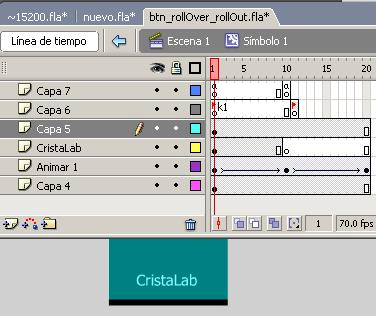 ~15200.fla* nuevo.fla* btn_rollOver_rollOut.fla*
Línea de tiempo Escena 1 Símbolo 1
1 5 10 15 20
Capa 7
Capa 6 k1
Capa 5
CristaLab
Animar 1
Capa 4
1 70.0 fps
CristaLab